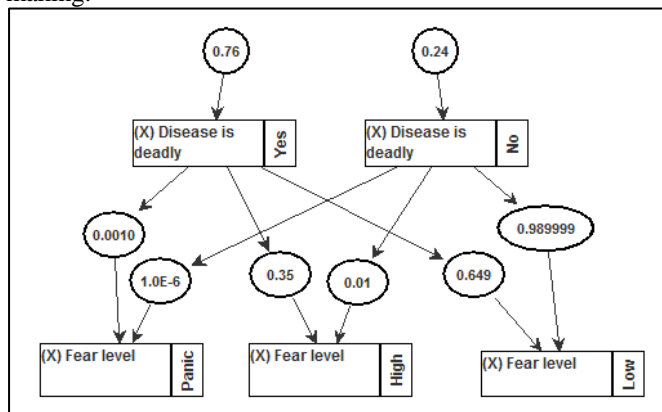 0.76
0.24
(X) Disease is
deadly
Yes
(X) Disease is
deadly
No
0.0010
1.0E-6
0.35
0.01
0.649
0.989999
(X) Fear level
Panic
(X) Fear level
High
(X) Fear level
Low